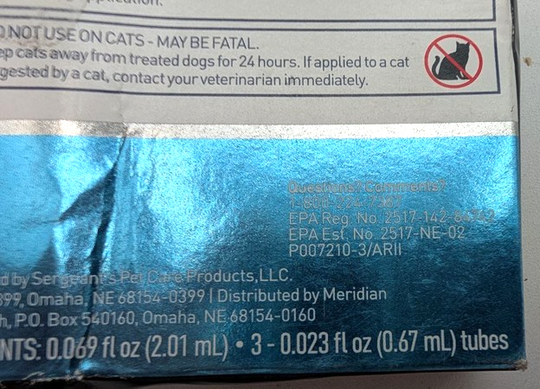 DO NOT USE ON CATS - MAY BE FATAL.
ep cats away from treated dogs for 24 hours. If applied to a cat
gested by a cat, contact your veterinarian immediately.
Questions? Comments?
EPA Reg. No. 2517-142-
EPA Est. No. 2517-NE-02
P007210-3/ARII
d by Sergeant's Pet Care Products, LLC.
399, Omaha, NE 68154-0399 | Distributed by Meridian
h, P.O. Box 540160, Omaha, NE 68154-0160
NTS: 0.069 fl oz (2.01 mL) • 3 - 0.023 fl oz (0.67 mL) tubes